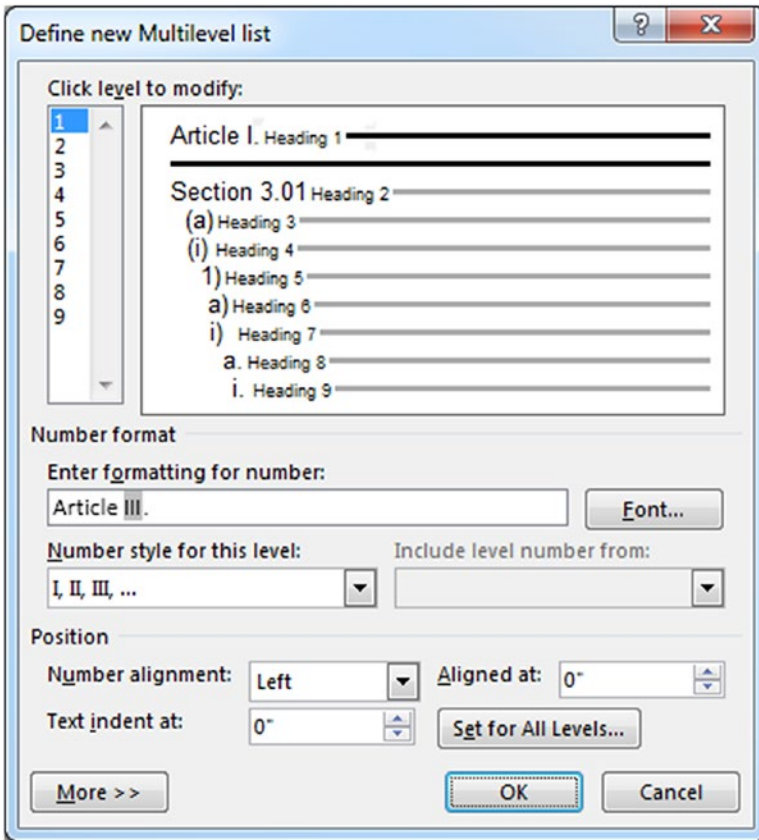 Define new Multilevel list
Click level to modify:
1
2
3
4
5
6
7
8
9
Article I. Heading 1
Section 3.01 Heading 2
(a) Heading 3
(i) Heading 4
1) Heading 5
a) Heading 6
i) Heading 7
a. Heading 8
i. Heading 9
Number format
Enter formatting for number:
Article III.
Font...
Number style for this level:
Include level number from:
I, II, III, ...
Position
Number alignment: Left
Aligned at: 0"
Text indent at: 0"
Set for All Levels...
More >>
OK
Cancel